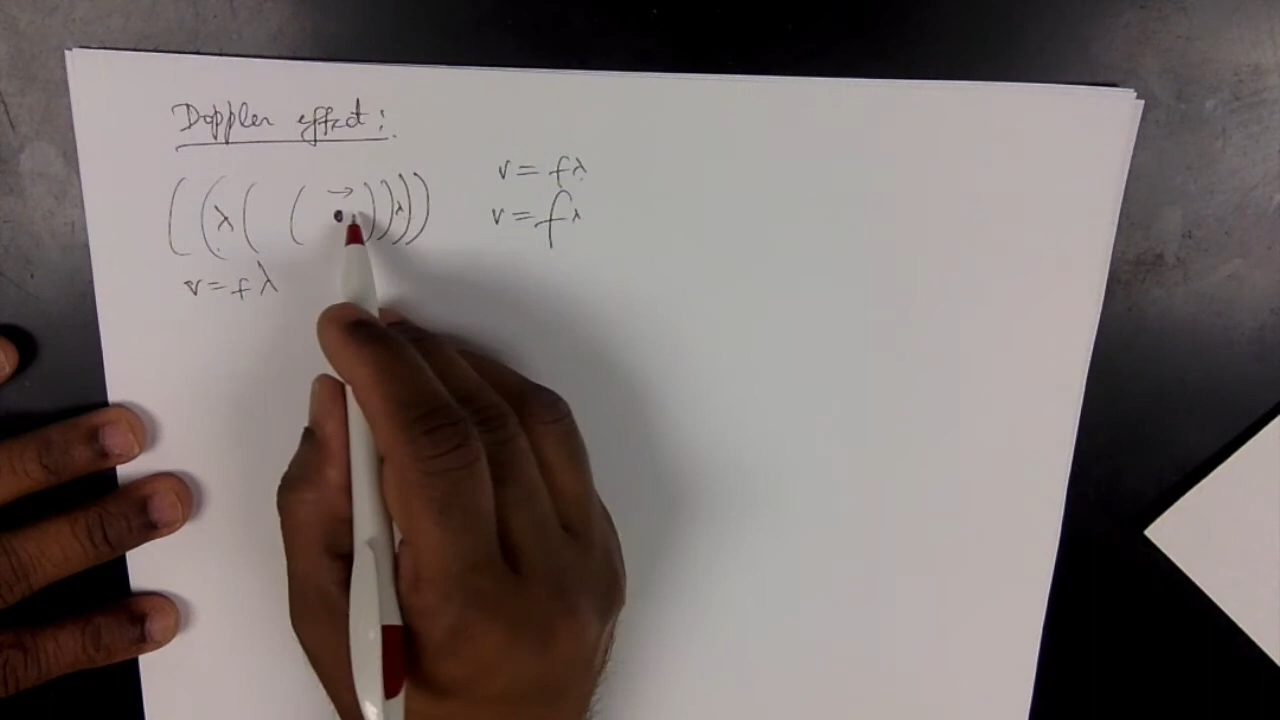 Doppler effect:
v = fλ
v = fλ
λ λ
v = fλ